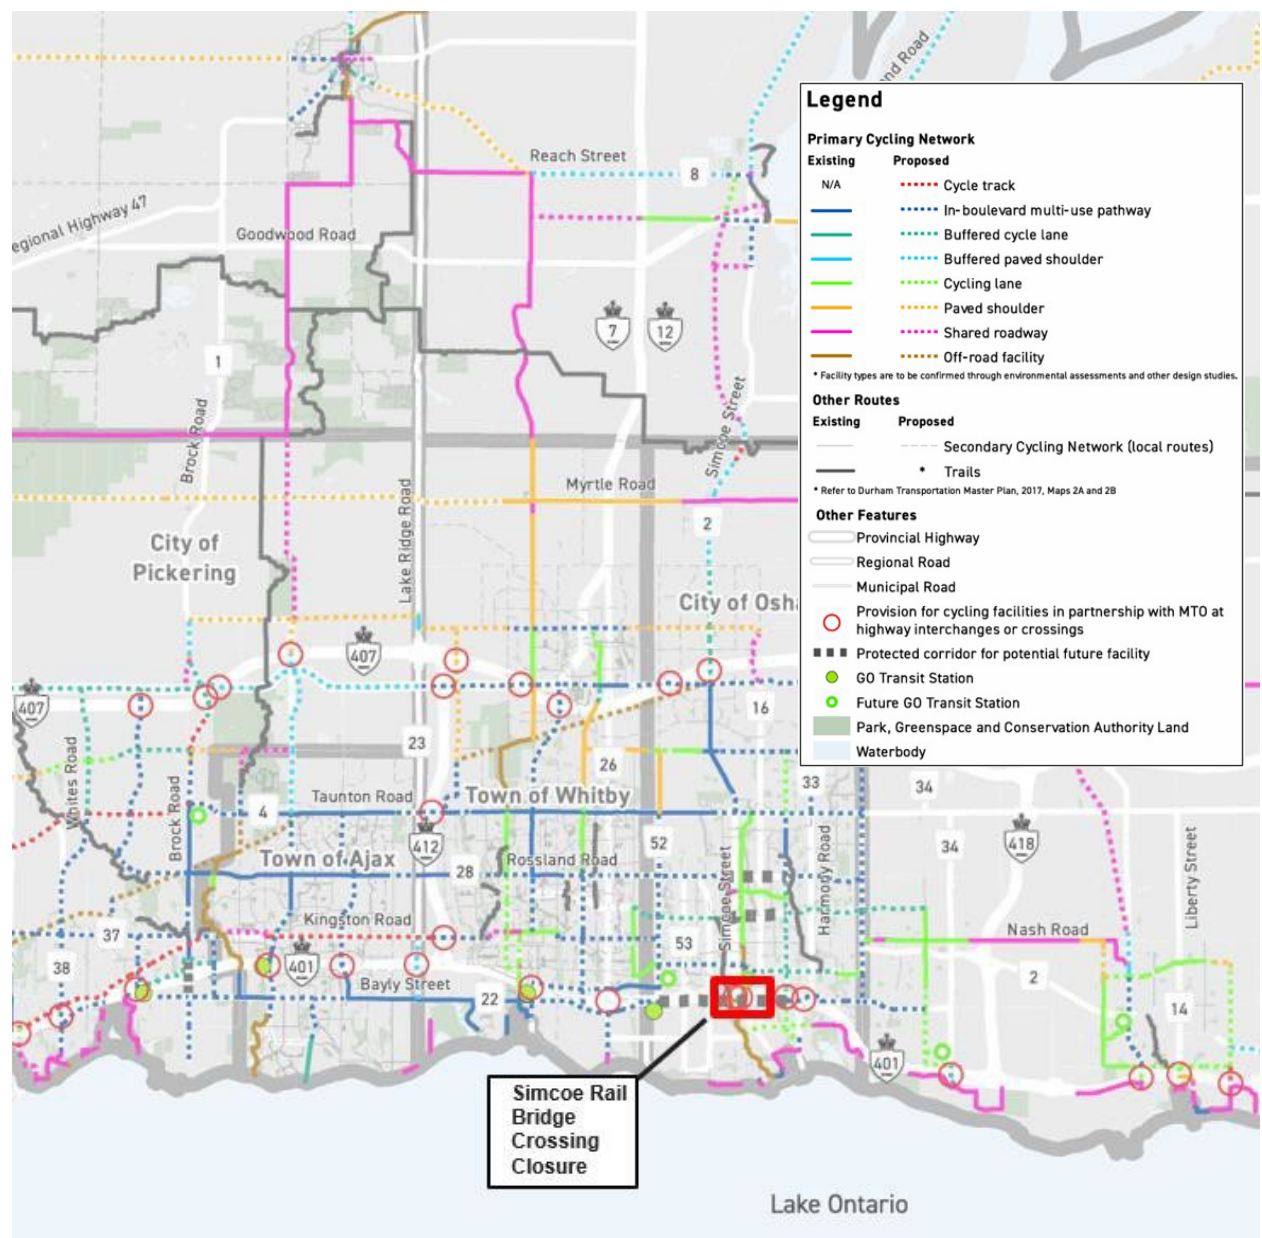 Reach Street
8
nd Road
egional Highway 47
Goodwood Road
7
12
1
Brock Road
Simcoe Street
Lake Ridge Road
Myrtle Road
2
City of
Pickering
City of Osh
407
407
16
23
26
Whites Road
Brock Road
4
Taunton Road
Town of Whitby
33
34
Town of Ajax
412
28
Rossland Road
52
Simcoe Street
Harmony Road
34
418
Liberty Street
Kingston Road
37
53
Nash Road
38
401
Bayly Street
22
2
14
401
Simcoe Rail
Bridge
Crossing
Closure
Lake Ontario
Legend
Primary Cycling Network
Existing Proposed
N/A Cycle track
In-boulevard multi-use pathway
Buffered cycle lane
Buffered paved shoulder
Cycling lane
Paved shoulder
Shared roadway
Off-road facility
* Facility types are to be confirmed through environmental assessments and other design studies.
Other Routes
Existing Proposed
Secondary Cycling Network (local routes)
* Trails
* Refer to Durham Transportation Master Plan, 2017, Maps 2A and 2B
Other Features
Provincial Highway
Regional Road
Municipal Road
Provision for cycling facilities in partnership with MTO at
highway interchanges or crossings
Protected corridor for potential future facility
GO Transit Station
Future GO Transit Station
Park, Greenspace and Conservation Authority Land
Waterbody